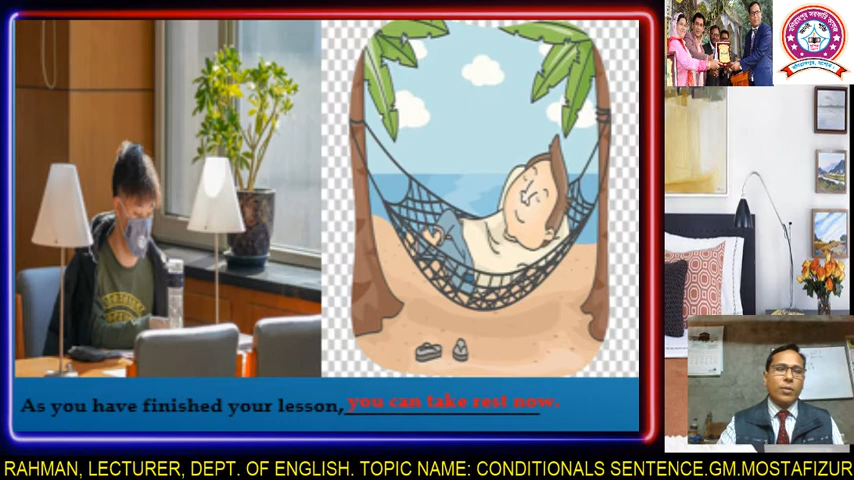 As you have finished your lesson, you can take rest now.
RAHMAN, LECTURER, DEPT. OF ENGLISH. TOPIC NAME: CONDITIONALS SENTENCE.GM.MOSTAFIZUR